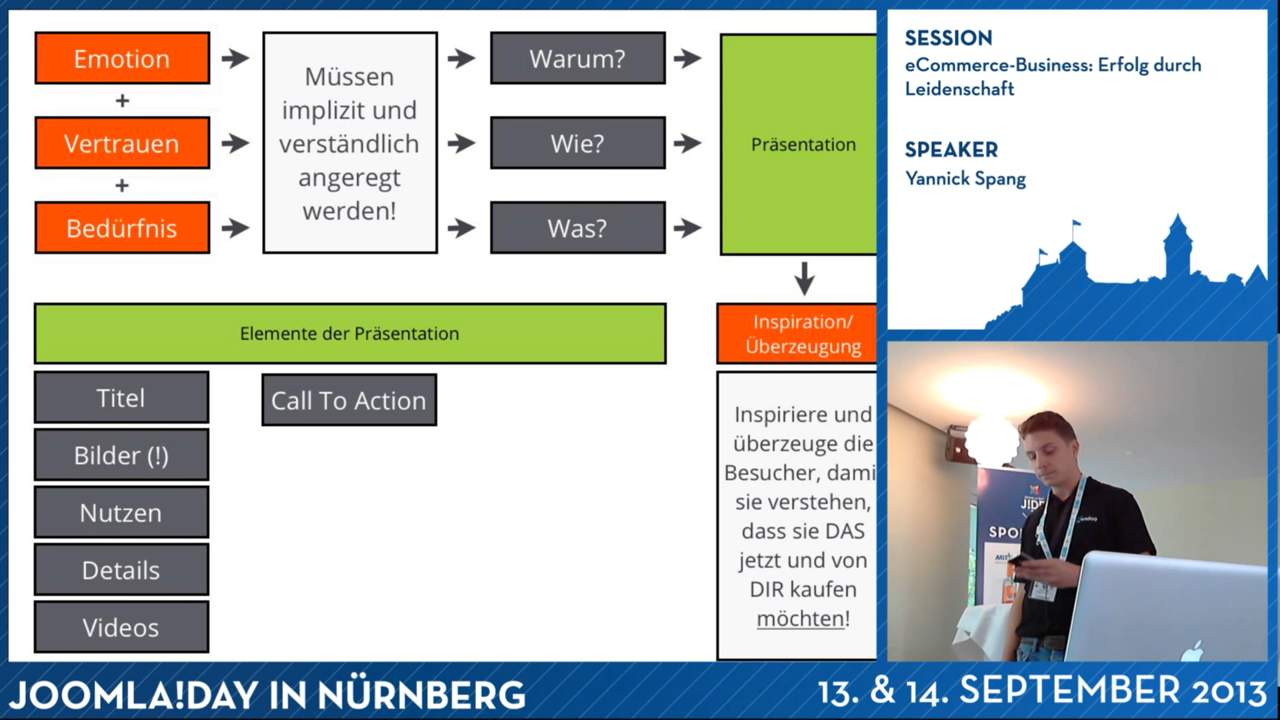 Emotion
+
Vertrauen
+
Bedürfnis
Müssen
implizit und
verständlich
angeregt
werden!
Warum?
Wie?
Was?
Präsentation
Elemente der Präsentation
Titel
Bilder (!)
Nutzen
Details
Videos
Call To Action
Inspiration/
Überzeugung
Inspiriere und
überzeuge die
Besucher, dami
sie verstehen,
dass sie DAS
jetzt und von
DIR kaufen
möchten!
SESSION
eCommerce-Business: Erfolg durch
Leidenschaft
SPEAKER
Yannick Spang
SPO
JOOMLA!DAY IN NÜRNBERG
13. & 14. SEPTEMBER 2013